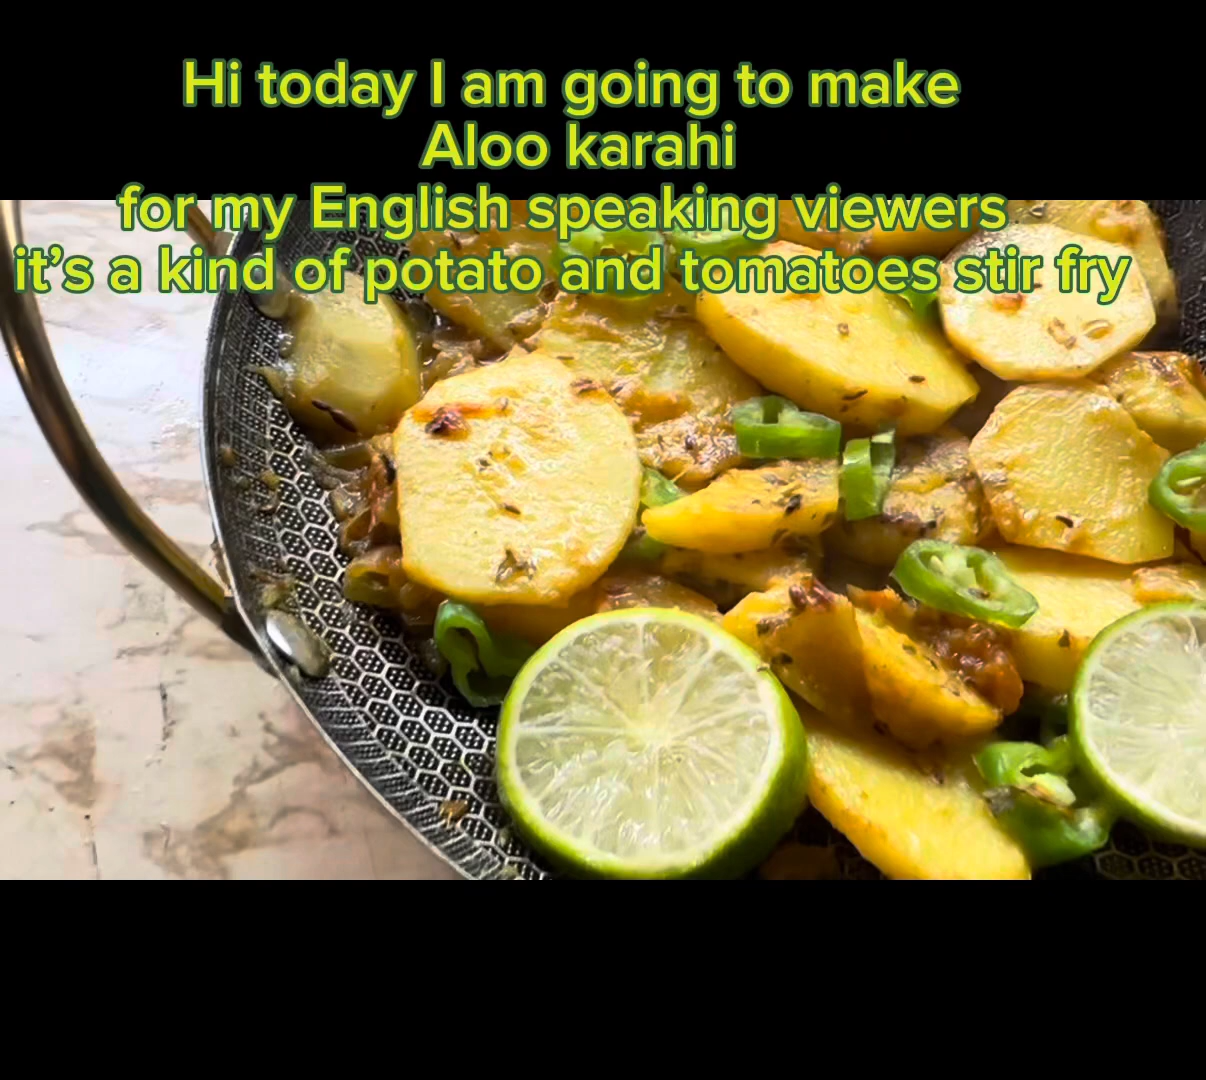 Hi today I am going to make
Aloo karahi
for my English speaking viewers
it’s a kind of potato and tomatoes stir fry